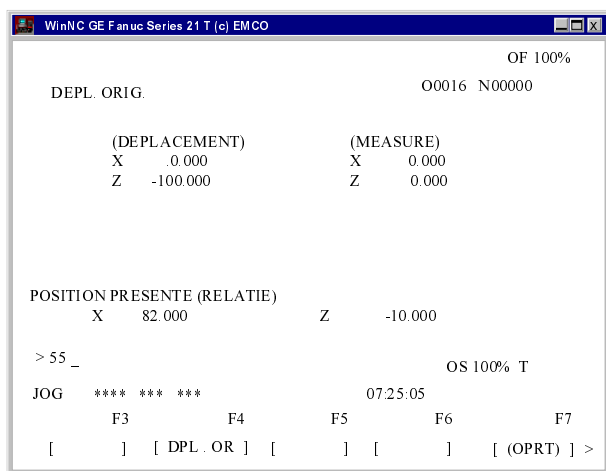 WinNC GE Fanuc Series 21 T (c) EMCO
OF 100%
DEPL. ORIG. O0016 N00000
(DEPLACEMENT) (MEASURE)
X .0.000 X 0.000
Z -100.000 Z 0.000
POSITION PRESENTE (RELATIE)
X 82.000 Z -10.000
> 55 _
OS 100% T
JOG **** *** *** 07:25:05
F3 F4 F5 F6 F7
[ ] [ DPL . OR ] [ ] [ ] [ (OPRT) ] >